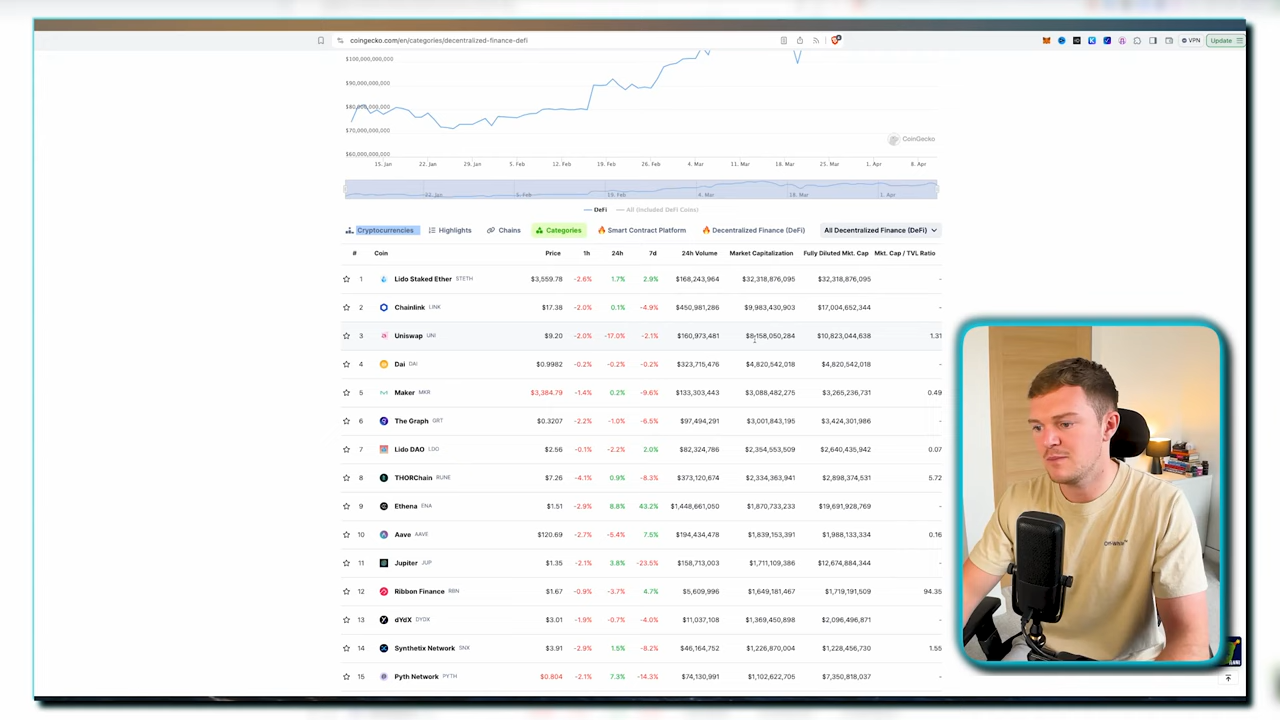 coingecko.com/en/categories/decentralized-finance-defi VPN Update
$100,000,000,000
$90,000,000,000
$80,000,000,000
$70,000,000,000
CoinGecko
$60,000,000,000
15. Jan 22. Jan 29. Jan 5. Feb 12. Feb 19. Feb 26. Feb 4. Mar 11. Mar 18. Mar 25. Mar 1. Apr 8. Apr
22. Jan 5. Feb 19. Feb 4. Mar 18. Mar 1. Apr
DeFi All (Included DeFi Coins)
Cryptocurrencies Highlights Chains Categories Smart Contract Platform Decentralized Finance (DeFi) All Decentralized Finance (DeFi)
# Coin Price 1h 24h 7d 24h Volume Market Capitalization Fully Diluted Mkt. Cap Mkt. Cap / TVL Ratio
1 Lido Staked Ether STETH $3,559.78 -2.6% 1.7% 2.9% $168,243,964 $32,318,876,095 $32,318,876,095 -
2 Chainlink LINK $17.38 -2.0% 0.1% -4.9% $450,981,286 $9,983,430,903 $17,004,652,344 -
3 Uniswap UNI $9.20 -2.0% -17.0% -2.1% $160,973,481 $8,158,050,284 $10,823,044,638 1.31
4 Dai DAI $0.9982 -0.2% -0.2% -0.2% $323,715,476 $4,820,542,018 $4,820,542,018 -
5 Maker MKR $3,384.79 -1.4% 0.2% -9.6% $133,303,443 $3,088,482,275 $3,265,236,731 0.49
6 The Graph GRT $0.3207 -2.2% -1.0% -6.5% $97,494,291 $3,001,843,195 $3,424,301,986 -
7 Lido DAO LDO $2.56 -0.1% -2.2% 2.0% $82,324,786 $2,354,553,509 $2,640,435,942 0.07
8 THORChain RUNE $7.26 -4.1% 0.9% -8.3% $373,120,674 $2,334,363,941 $2,898,374,531 5.72
9 Ethena ENA $1.51 -2.9% 8.8% 43.2% $1,448,661,050 $1,870,733,233 $19,691,928,769 -
10 Aave AAVE $120.69 -2.7% -5.4% 7.5% $194,434,478 $1,839,153,391 $1,988,133,334 0.16
11 Jupiter JUP $1.35 -2.1% 3.8% -23.5% $158,713,003 $1,711,109,386 $12,674,884,344 -
12 Ribbon Finance RBN $1.67 -0.9% -3.7% 4.7% $5,609,996 $1,649,181,467 $1,719,191,509 94.35
13 dYdX DYDX $3.01 -1.9% -0.7% -4.0% $11,037,108 $1,369,450,898 $2,096,496,871 -
14 Synthetix Network SNX $3.91 -2.9% 1.5% -8.2% $46,164,752 $1,226,870,004 $1,228,456,730 1.55
15 Pyth Network PYTH $0.804 -2.1% 7.3% -14.3% $74,130,991 $1,102,622,705 $7,350,818,037 -